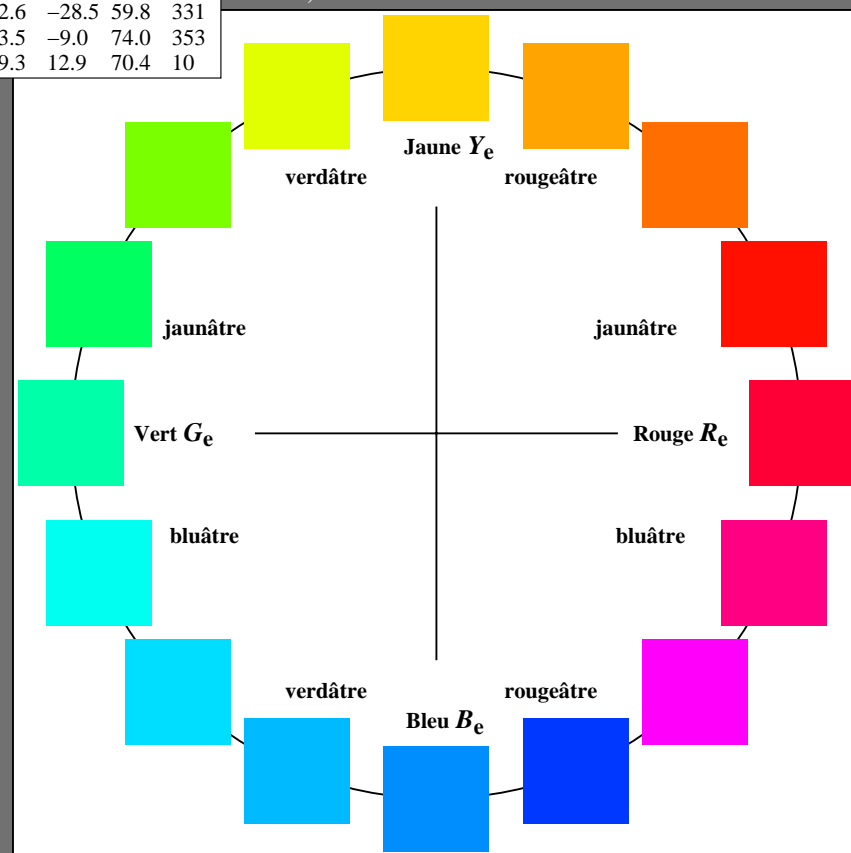 2.6 −28.5 59.8 331
3.5 −9.0 74.0 353
9.3 12.9 70.4 10
Jaune Ye
verdâtre rougeâtre
jaunâtre jaunâtre
Vert Ge Rouge Re
bluâtre bluâtre
verdâtre rougeâtre
Bleu Be